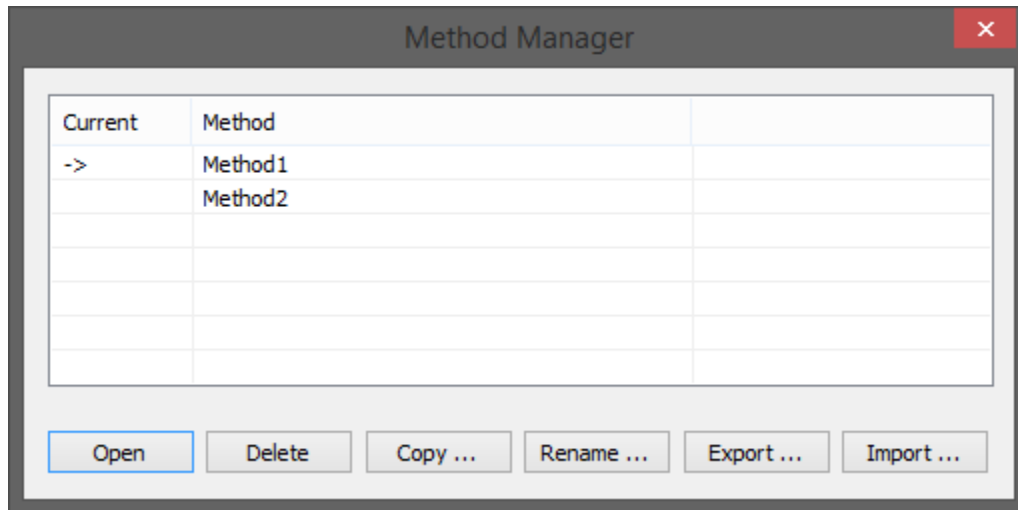 Method Manager
Current Method
-> Method1
Method2
Open Delete Copy ... Rename ... Export ... Import ...